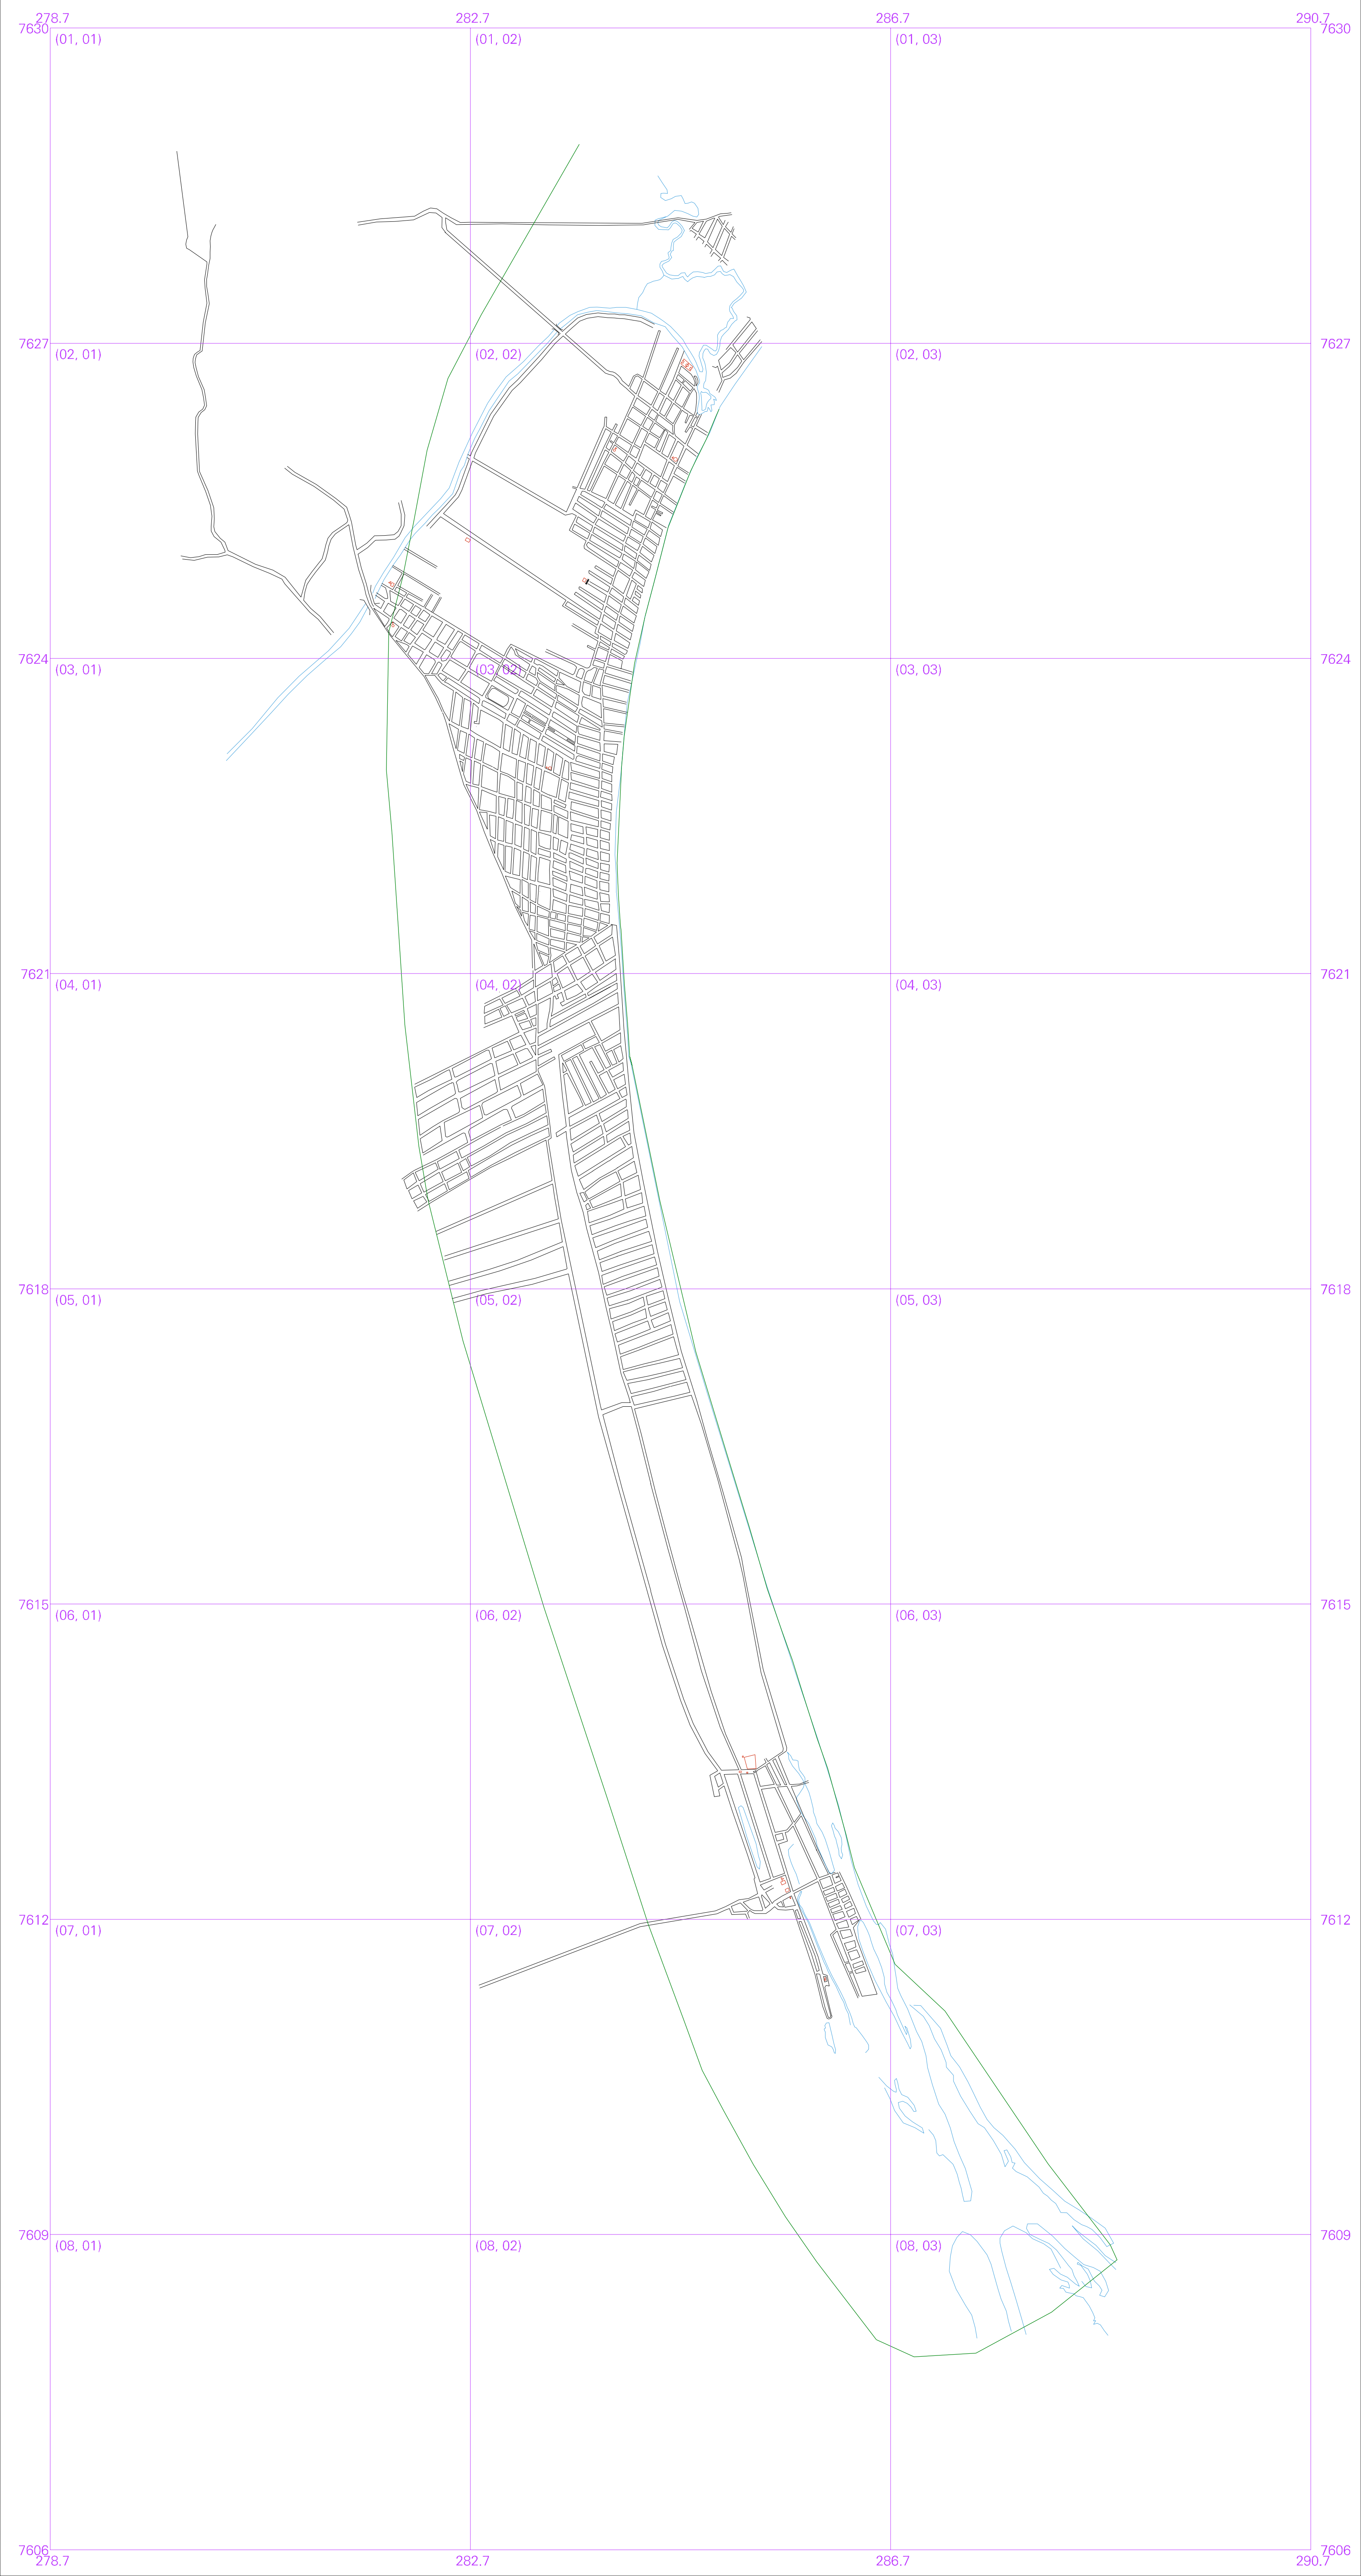 278.7 282.7 286.7 290.7
7630 7630
(01, 01) (01, 02) (01, 03)
7627 7627
(02, 01) (02, 02) (02, 03)
7624 7624
(03, 01) (03, 02) (03, 03)
7621 7621
(04, 01) (04, 02) (04, 03)
7618 7618
(05, 01) (05, 02) (05, 03)
7615 7615
(06, 01) (06, 02) (06, 03)
7612 7612
(07, 01) (07, 02) (07, 03)
7609 7609
(08, 01) (08, 02) (08, 03)
7606 7606
278.7 282.7 286.7 290.7